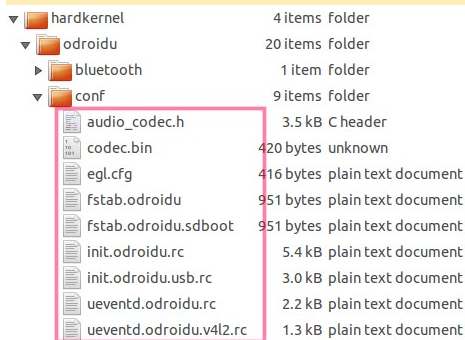 hardkernel 4 items folder
odroidu 20 items folder
bluetooth 1 item folder
conf 9 items folder
audio_codec.h 3.5 kB C header
codec.bin 420 bytes unknown
egl.cfg 416 bytes plain text document
fstab.odroidu 951 bytes plain text document
fstab.odroidu.sdboot 951 bytes plain text document
init.odroidu.rc 5.4 kB plain text document
init.odroidu.usb.rc 3.0 kB plain text document
ueventd.odroidu.rc 2.2 kB plain text document
ueventd.odroidu.v4l2.rc 1.3 kB plain text document